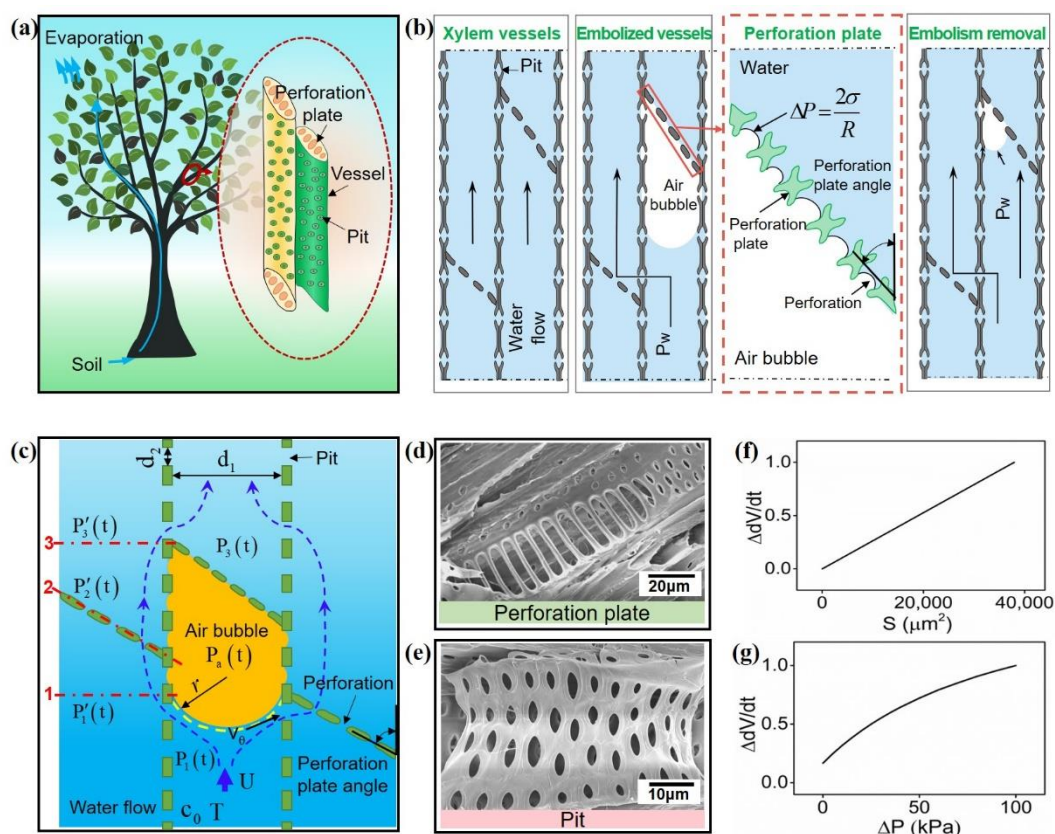 (a)
Evaporation
Perforation
plate
Vessel
Pit
Soil
(b)
Xylem vessels
Pit
Water
flow
Embolized vessels
Air
bubble
Pw
Perforation plate
Water
ΔP = 2σ/R
Perforation
plate angle
Perforation
plate
Perforation
Air bubble
Embolism removal
Pw
(c)
d₂
d₁
Pit
P′₃(t)
3
P₃(t)
2
P′₂(t)
Air bubble
Pₐ(t)
r
Perforation
1
P′₁(t)
Vθ
P₁(t)
Perforation
plate angle
U
Water flow
c₀ T
(d)
20μm
Perforation plate
(e)
10μm
Pit
(f)
ΔdV/dt
1.0
0.5
0.0
0
20,000
40,000
S (μm²)
(g)
ΔdV/dt
1.0
0.5
0.0
0
50
100
ΔP (kPa)